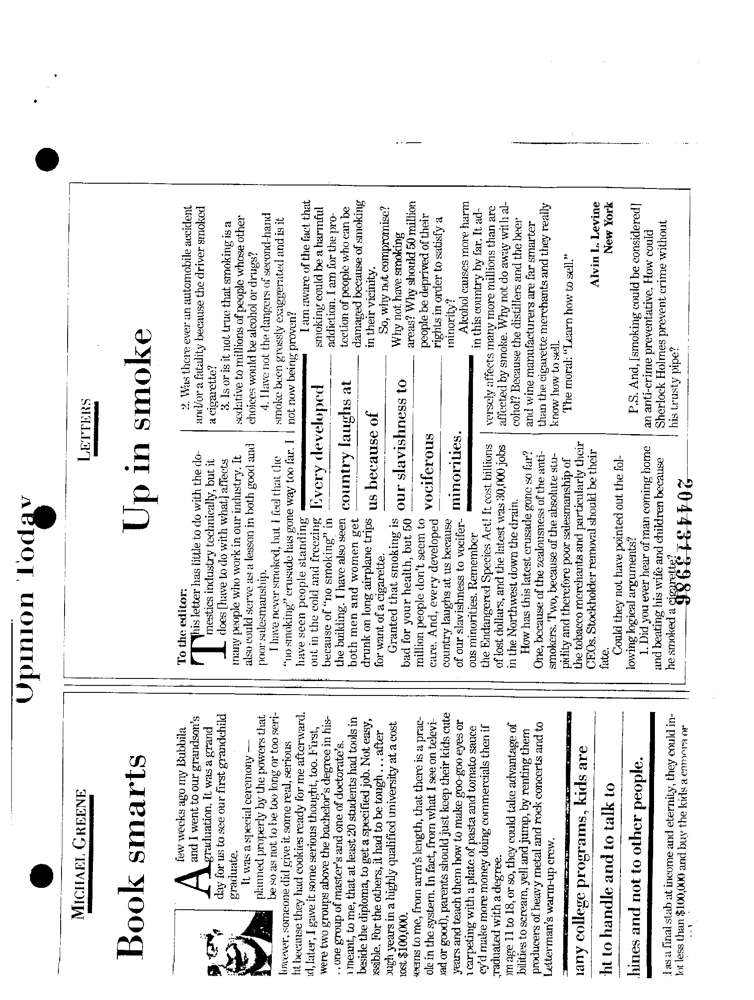 Opinion Today
MICHAEL GREENE
Book smarts
A few weeks ago my Bubbila
and I went to our grandson's
graduation. It was a grand
day for us to see our first grandchild
graduate.
It was a special ceremony —
planned properly by the powers that
be so as not to be too long or too seri-
however, someone did give it some real, serious
ht because they had cookies ready for me afterward.
d, later, I gave it some serious thought, too. First,
were two groups above the bachelor's degree in his-
. . one group of master's and one of doctorate's.
meant, to me, that at least 20 students had tools in
beside the diploma, to get a specified job. Not easy,
ssible. For the others, it had to be tough . . . after
ough years in a highly qualified university at a cost
ost $100,000.
eems to me, from arm's length, that there is a prac-
ole in the system. In fact, from what I see on televi-
ad or good), parents should just keep their kids cute
years and teach them how to make goo-goo eyes or
carpeting with a plate of pasta and tomato sauce
ey'd make more money doing commercials then if
raduated with a degree.
om age 11 to 18, or so, they could take advantage of
bilities to scream, yell and jump, by renting them
producers of heavy metal and rock concerts and to
Letterman's warm-up crew.
many college programs, kids are
ht to handle and to talk to
hines and not to other people.
as a final stab at income and eternity, they could in-
lot less than $100,000 and buy the kids a camera or
LETTERS
Up in smoke
To the editor:
This letter has little to do with the do-
mestics industry technically, but it
does [have to do with what] affects
many people who work in our industry. It
also could serve as a lesson in both good and
poor salesmanship.
I have never smoked, but I feel that the
"no smoking" crusade has gone way too far. I
have seen people standing
out in the cold and freezing
because of "no smoking" in
the building. I have also seen
both men and women get
drunk on long airplane trips
for want of a cigarette.
Granted that smoking is
bad for your health, but 50
million people don't seem to
care. And, every developed
country laughs at us because
of our slavishness to vocifer-
ous minorities. Remember
the Endangered Species Act! It cost billions
of lost dollars, and the latest was 30,000 jobs
in the Northwest down the drain.
How has this latest crusade gone so far?
One, because of the zealousness of the anti-
smokers. Two, because of the absolute stu-
pidity and therefore poor salesmanship of
the tobacco merchants and particularly their
CEOs. Stockholder removal should be their
fate.
Could they not have pointed out the fol-
lowing logical arguments?
1. Did you ever hear of man coming home
and beating his wife and children because
he smoked a cigarette?
Every developed
country laughs at
us because of
our slavishness to
vociferous
minorities.
2. Was there ever an automobile accident
and/or a fatality because the driver smoked
a cigarette?
3. Is or is it not true that smoking is a
sedative to millions of people whose other
choices would be alcohol or drugs?
4. Have not the dangers of second-hand
smoke been grossly exaggerated and is it
not now being proven?
I am aware of the fact that
smoking could be a harmful
addiction. I am for the pro-
tection of people who can be
damaged because of smoking
in their vicinity.
So, why not compromise?
Why not have smoking
areas? Why should 50 million
people be deprived of their
rights in order to satisfy a
minority?
Alcohol causes more harm
in this country by far. It ad-
versely affects many more millions than are
affected by smoke. Why not do away with al-
cohol? Because the distillers and the beer
and wine manufacturers are far smarter
than the cigarette merchants and they really
know how to sell.
The moral: "Learn how to sell."
Alvin L. Levine
New York
P.S. And, [smoking could be considered]
an anti-crime preventative. How could
Sherlock Holmes prevent crime without
his trusty pipe?
2044313986